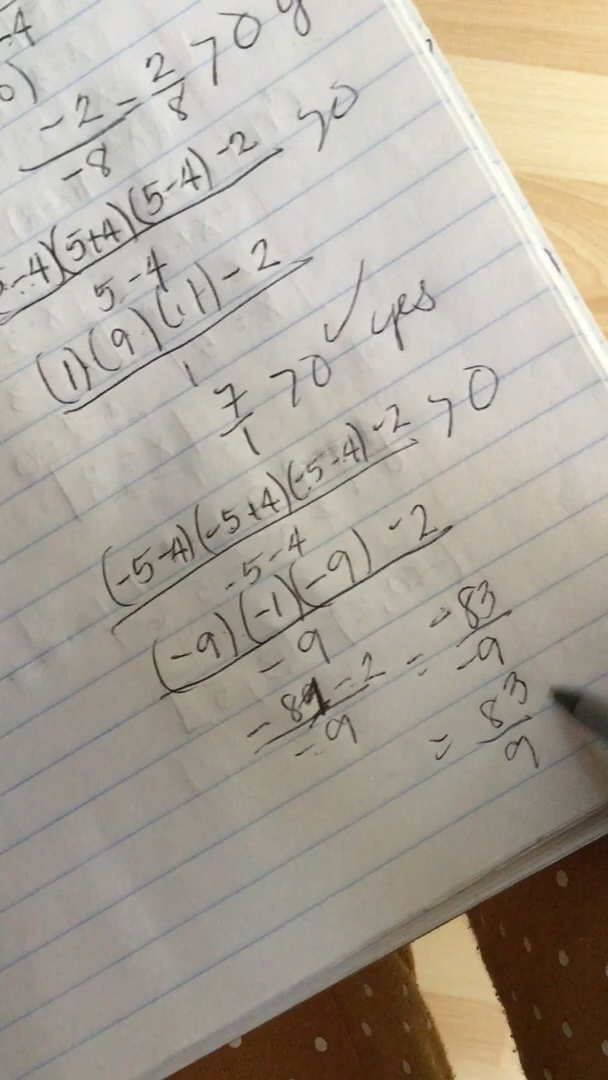 -4
0)
-2/-8 = 2/8 >0 y
-4)(5+4)(5-4)-2 / 5-4 >0
(1)(9)(1)-2 / 1
7/1 >0 ✓ yes
(-5-4)(-5+4)(-5-4)-2 / -5-4 >0
(-9)(-1)(-9)-2 / -9
-81-2 / -9 = -83/-9
= 83/9